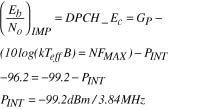 (E_b / N_o)_IMP = DPCH_E_c = G_P −
(10log(kT_eff B) = NF_MAX) − P_INT
−96.2 = −99.2 − P_INT
P_INT = −99.2dBm / 3.84MHz